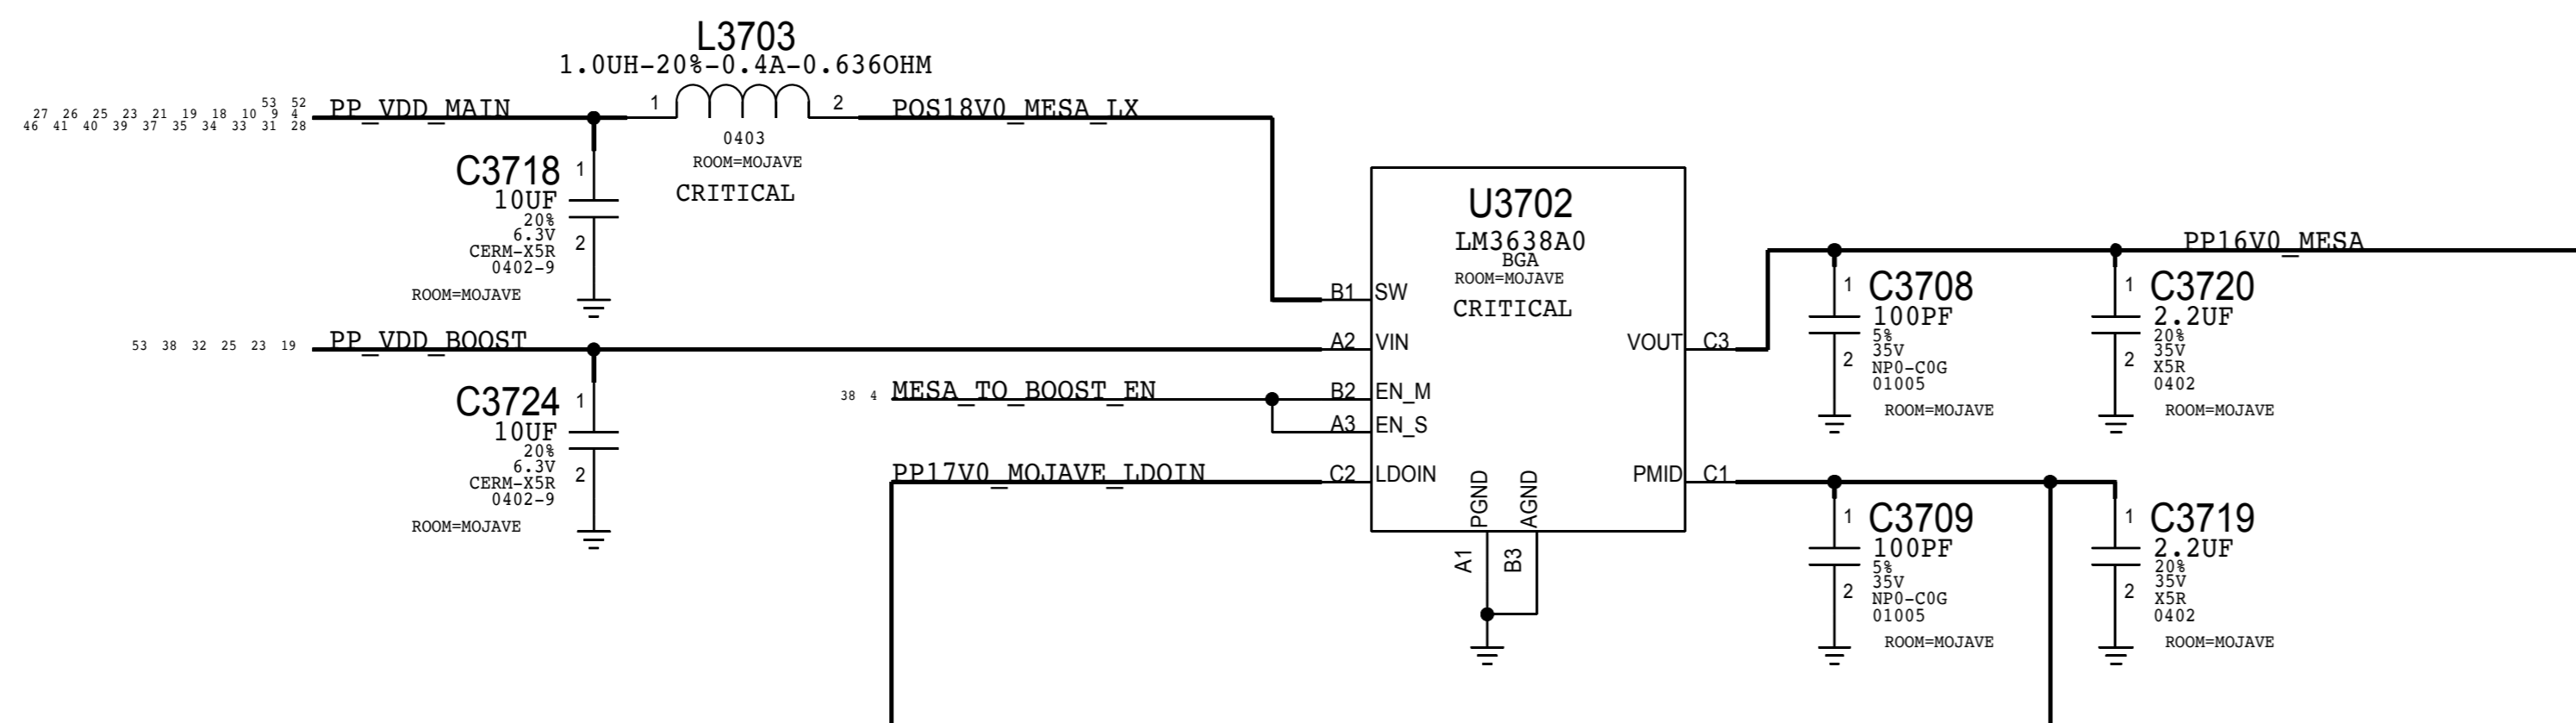 L3703
1.0UH-20%-0.4A-0.636OHM
53 52
27 26 25 23 21 19 18 10 9 4
46 41 40 39 37 35 34 33 31 28
PP_VDD_MAIN
1
2
POS18V0_MESA_LX
0403
ROOM=MOJAVE
CRITICAL
C3718
1
10UF
20%
6.3V
2
CERM-X5R
0402-9
ROOM=MOJAVE
53 38 32 25 23 19
PP_VDD_BOOST
C3724
1
10UF
20%
6.3V
2
CERM-X5R
0402-9
ROOM=MOJAVE
38 4
MESA_TO_BOOST_EN
PP17V0_MOJAVE_LDOIN
U3702
LM3638A0
BGA
ROOM=MOJAVE
CRITICAL
B1 SW
A2 VIN
B2 EN_M
A3 EN_S
C2 LDOIN
VOUT C3
PMID C1
PGND
AGND
A1
B3
PP16V0_MESA
1
C3708
100PF
5%
35V
2
NP0-C0G
01005
ROOM=MOJAVE
1
C3720
2.2UF
20%
35V
2
X5R
0402
ROOM=MOJAVE
1
C3709
100PF
5%
35V
2
NP0-C0G
01005
ROOM=MOJAVE
1
C3719
2.2UF
20%
35V
2
X5R
0402
ROOM=MOJAVE